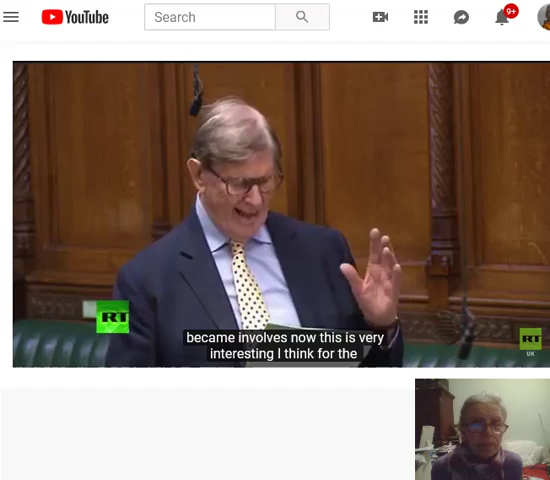 YouTube
Search
9+
RT
became involves now this is very
interesting I think for the
RT
UK